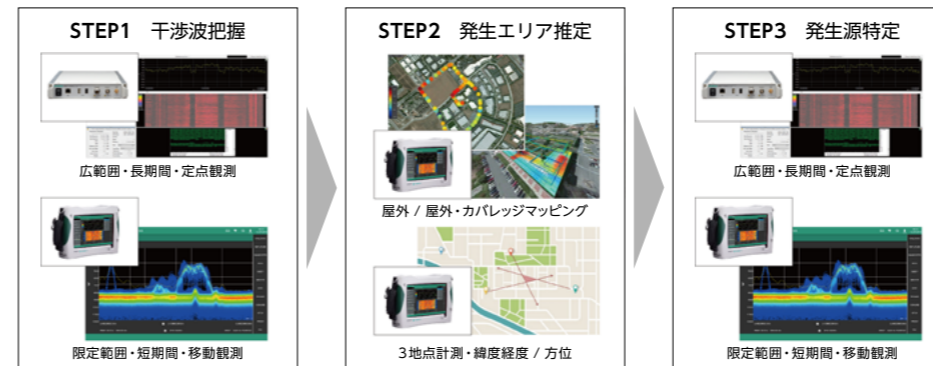 STEP1 干渉波把握
広範囲・長期間・定点観測
限定範囲・短期間・移動観測
STEP2 発生エリア推定
屋外 / 屋外・カバレッジマッピング
3地点計測・緯度経度 / 方位
STEP3 発生源特定
広範囲・長期間・定点観測
限定範囲・短期間・移動観測